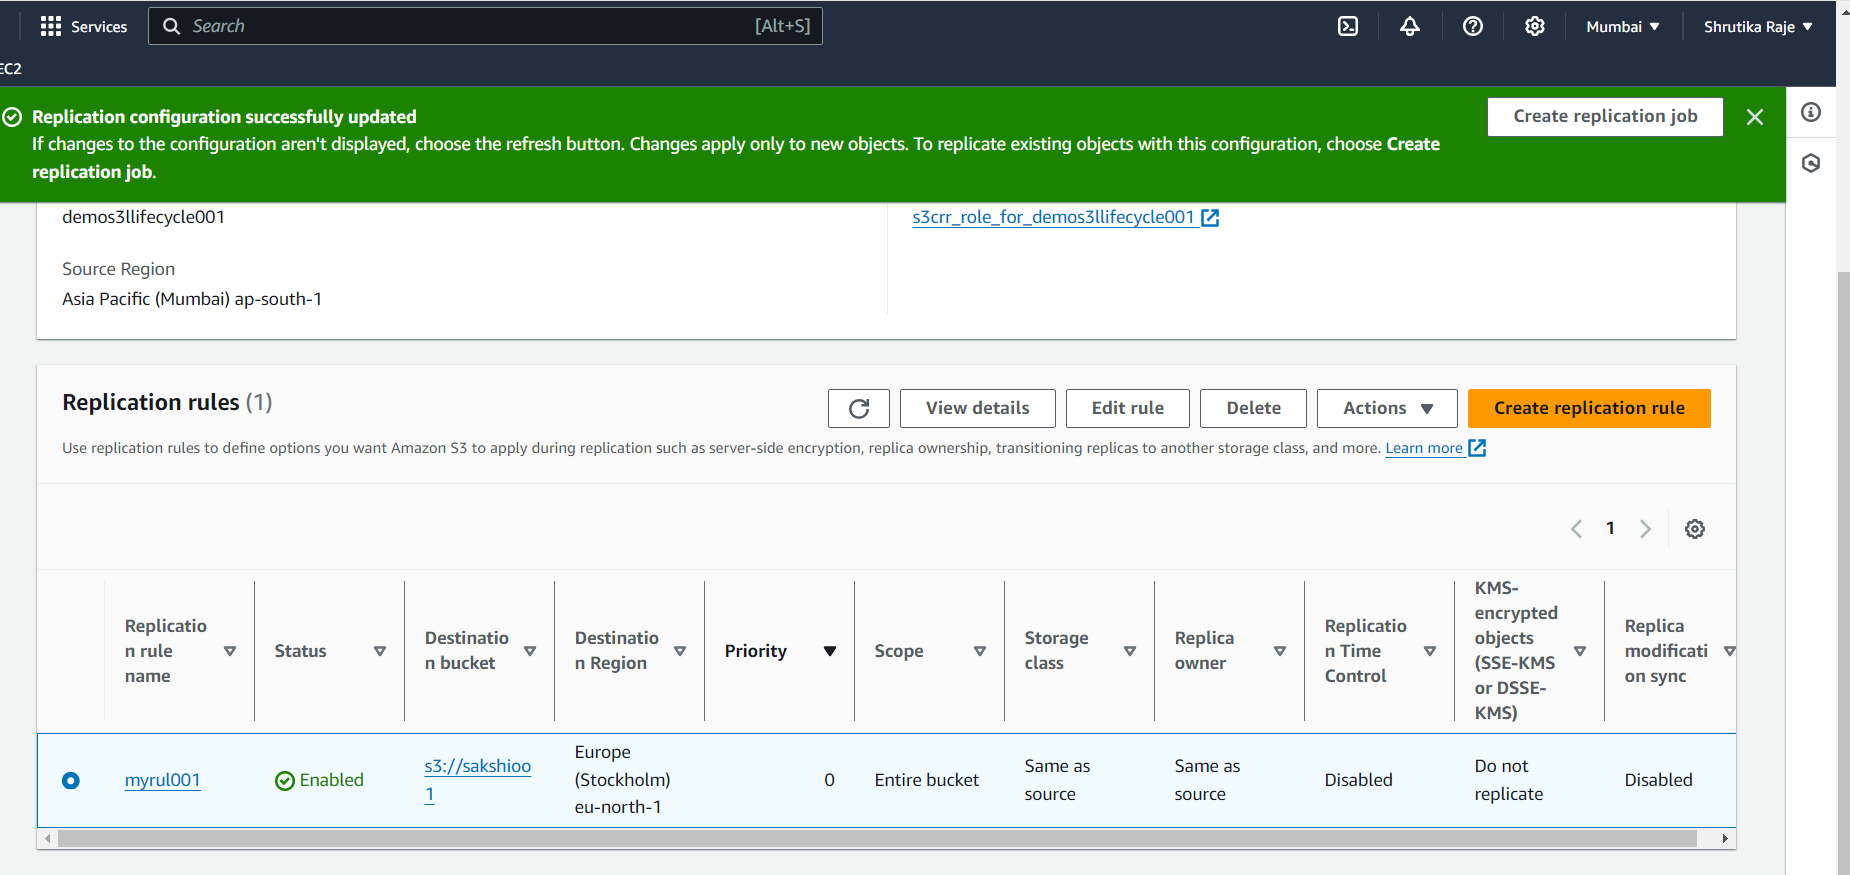 Services
Search
[Alt+S]
Mumbai
Shrutika Raje
EC2
Replication configuration successfully updated
If changes to the configuration aren't displayed, choose the refresh button. Changes apply only to new objects. To replicate existing objects with this configuration, choose Create
replication job.
Create replication job
demos3llifecycle001
s3crr_role_for_demos3llifecycle001
Source Region
Asia Pacific (Mumbai) ap-south-1
Replication rules (1)
View details
Edit rule
Delete
Actions
Create replication rule
Use replication rules to define options you want Amazon S3 to apply during replication such as server-side encryption, replica ownership, transitioning replicas to another storage class, and more. Learn more
1
Replicatio
n rule
name
Status
Destinatio
n bucket
Destinatio
n Region
Priority
Scope
Storage
class
Replica
owner
Replicatio
n Time
Control
KMS-
encrypted
objects
(SSE-KMS
or DSSE-
KMS)
Replica
modificati
on sync
myrul001
Enabled
s3://sakshioo
1
Europe
(Stockholm)
eu-north-1
0
Entire bucket
Same as
source
Same as
source
Disabled
Do not
replicate
Disabled